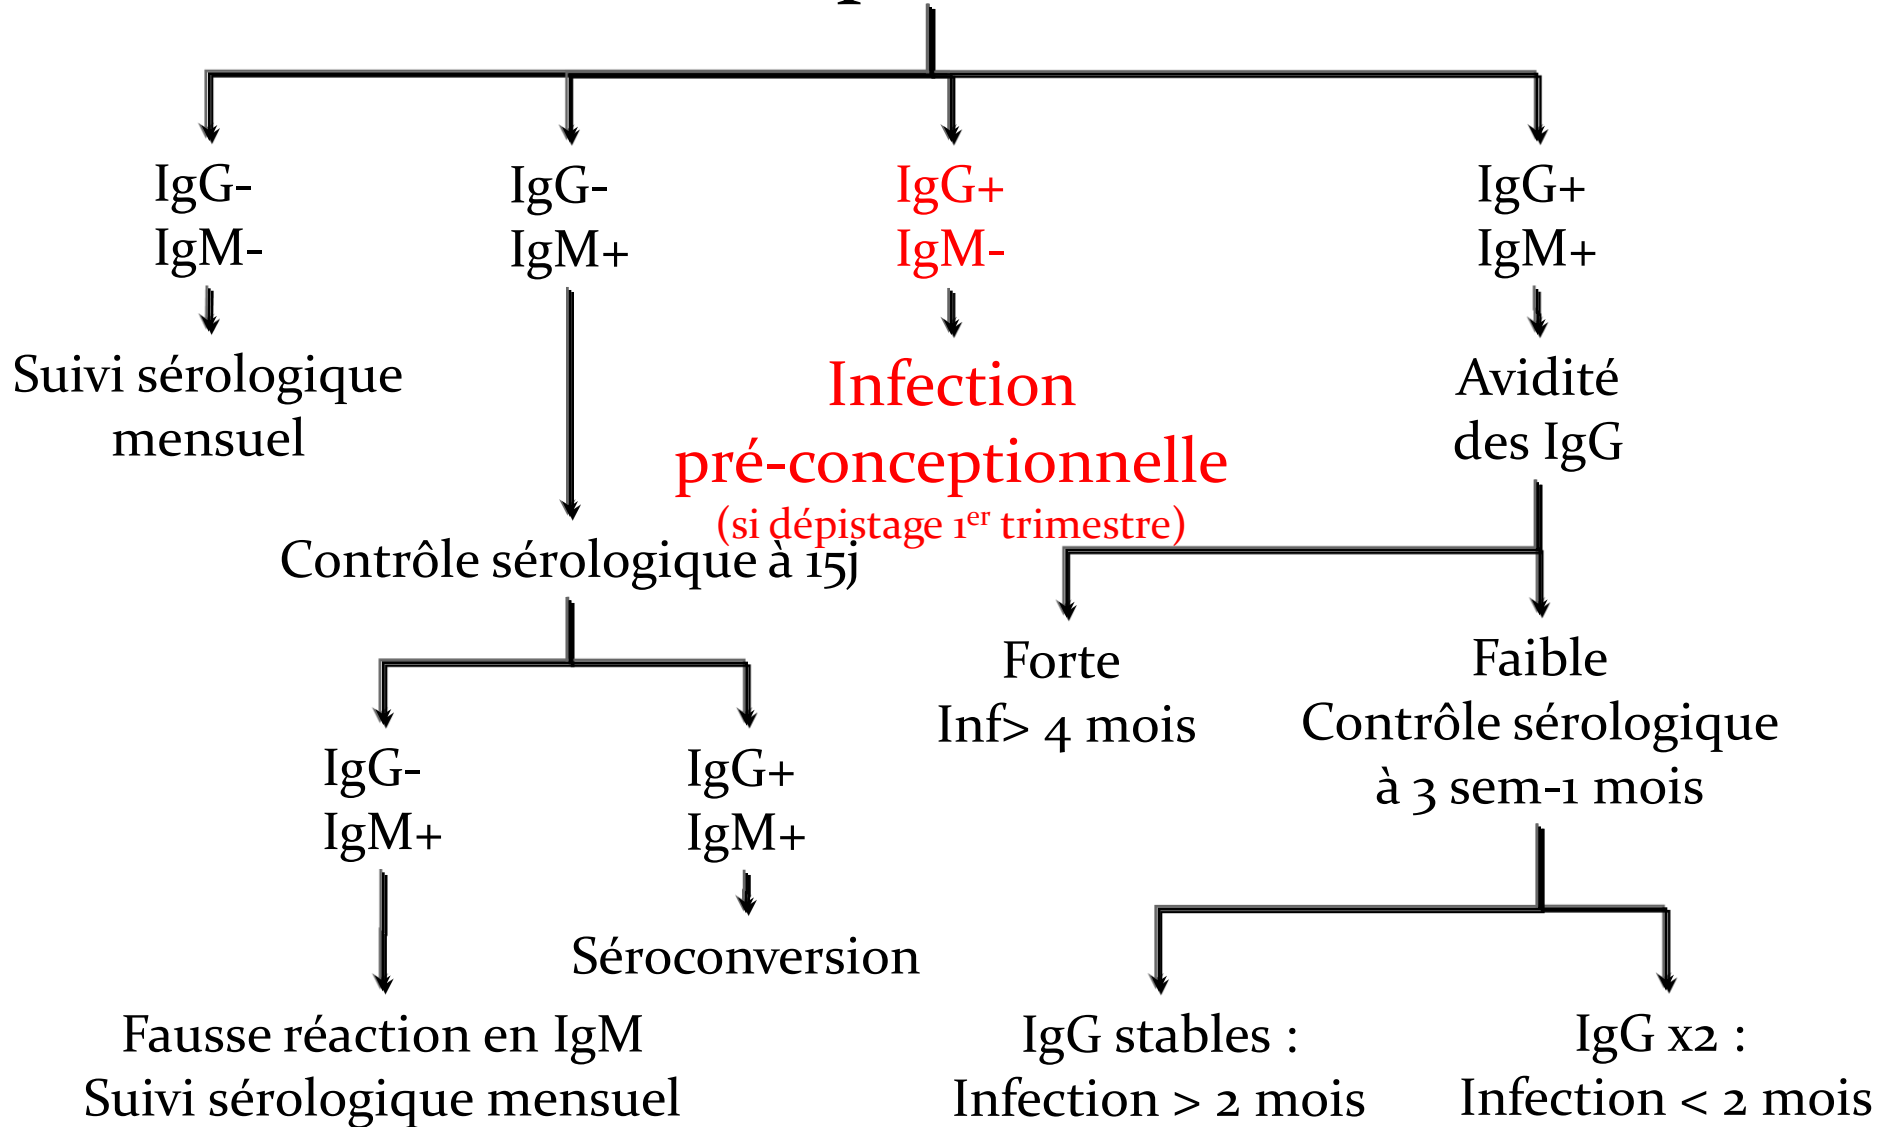 IgG-
IgM-
Suivi sérologique
mensuel
IgG-
IgM+
Contrôle sérologique à 15j
IgG-
IgM+
Fausse réaction en IgM
Suivi sérologique mensuel
IgG+
IgM+
Séroconversion
IgG+
IgM-
Infection
pré-conceptionnelle
(si dépistage 1er trimestre)
IgG+
IgM+
Avidité
des IgG
Forte
Inf> 4 mois
Faible
Contrôle sérologique
à 3 sem-1 mois
IgG stables :
Infection > 2 mois
IgG x2 :
Infection < 2 mois